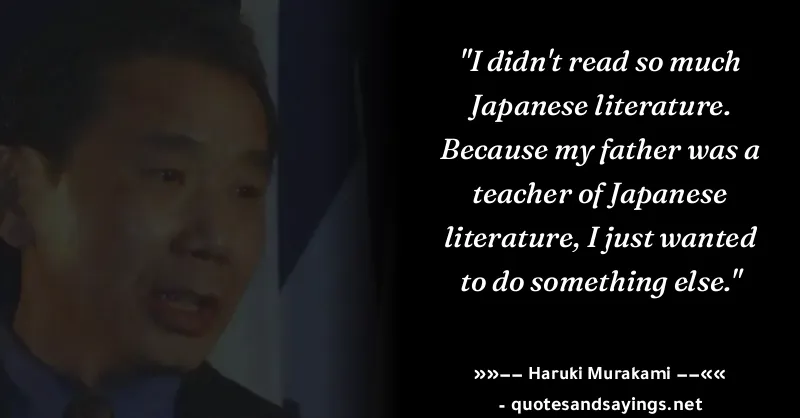 "I didn't read so much
Japanese literature.
Because my father was a
teacher of Japanese
literature, I just wanted
to do something else."
»»–– Haruki Murakami ––««
- quotesandsayings.net